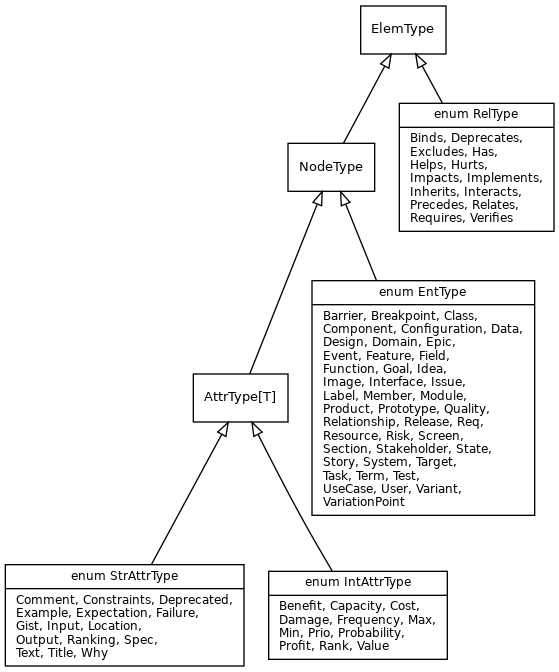 ElemType
enum RelType
Binds, Deprecates,
Excludes, Has,
Helps, Hurts,
Impacts, Implements,
Inherits, Interacts,
Precedes, Relates,
Requires, Verifies
NodeType
enum EntType
Barrier, Breakpoint, Class,
Component, Configuration, Data,
Design, Domain, Epic,
Event, Feature, Field,
Function, Goal, Idea,
Image, Interface, Issue,
Label, Member, Module,
Product, Prototype, Quality,
Relationship, Release, Req,
Resource, Risk, Screen,
Section, Stakeholder, State,
Story, System, Target,
Task, Term, Test,
UseCase, User, Variant,
VariationPoint
AttrType[T]
enum StrAttrType
Comment, Constraints, Deprecated,
Example, Expectation, Failure,
Gist, Input, Location,
Output, Ranking, Spec,
Text, Title, Why
enum IntAttrType
Benefit, Capacity, Cost,
Damage, Frequency, Max,
Min, Prio, Probability,
Profit, Rank, Value